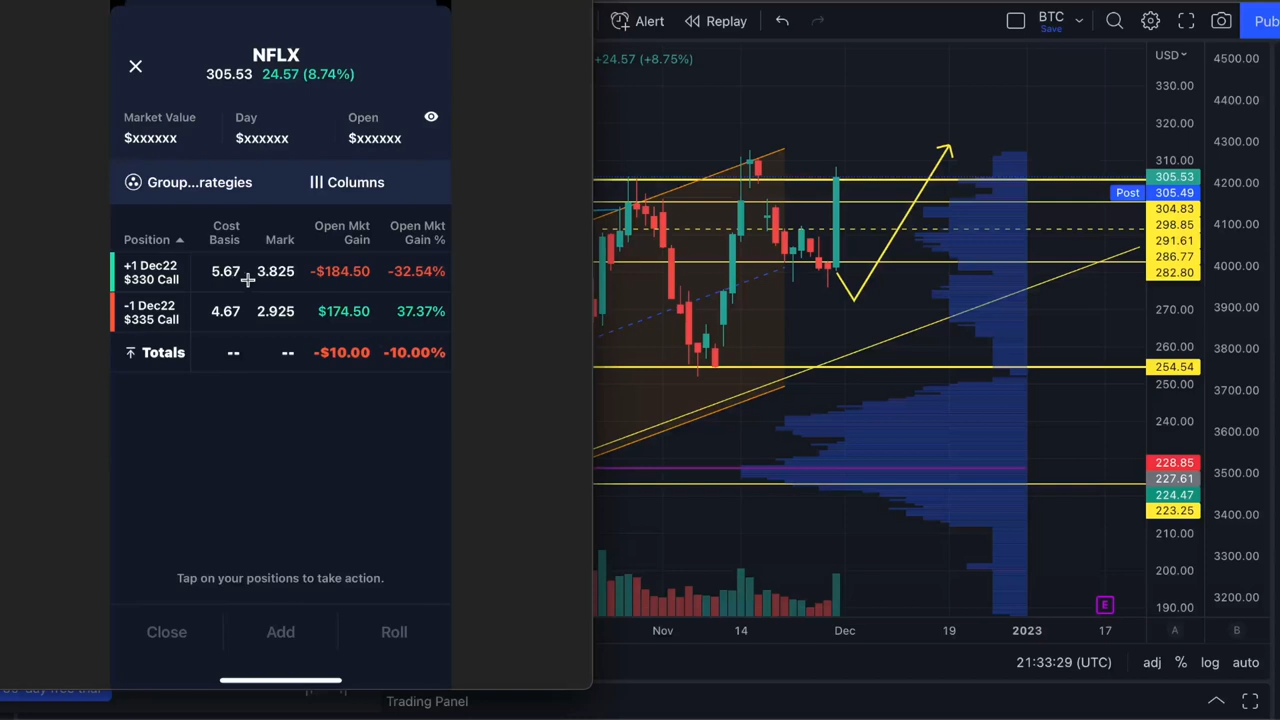 NFLX
305.53 24.57 (8.74%)
Market Value Day Open
$xxxxxx $xxxxxx $xxxxxx
Group...rategies Columns
Position Cost Basis Mark Open Mkt Gain Open Mkt Gain %
+1 Dec22 $330 Call 5.67 3.825 -$184.50 -32.54%
-1 Dec22 $335 Call 4.67 2.925 $174.50 37.37%
Totals -- -- -$10.00 -10.00%
Tap on your positions to take action.
Close Add Roll
Alert Replay BTC Save Pub
+24.57 (+8.75%)
USD
330.00
320.00
310.00
305.53
Post 305.49
304.83
298.85
291.61
286.77
282.80
270.00
260.00
254.54
250.00
240.00
228.85
227.61
224.47
223.25
210.00
200.00
190.00
4500.00
4400.00
4300.00
4200.00
4100.00
4000.00
3900.00
3800.00
3700.00
3600.00
3500.00
3400.00
3300.00
3200.00
E
Nov 14 Dec 19 2023 17 A B
21:33:29 (UTC) adj % log auto
Trading Panel